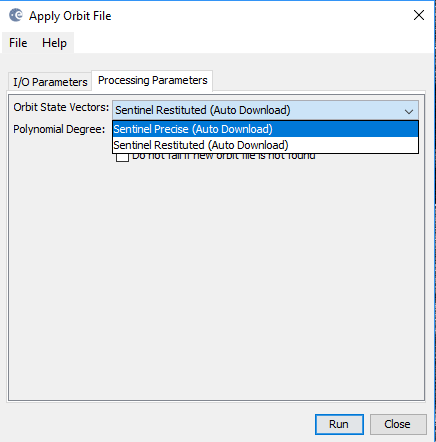 Apply Orbit File
File Help
I/O Parameters Processing Parameters
Orbit State Vectors: Sentinel Restituted (Auto Download)
Sentinel Precise (Auto Download)
Polynomial Degree:
Sentinel Restituted (Auto Download)
Do not fail if new orbit file is not found
Run Close